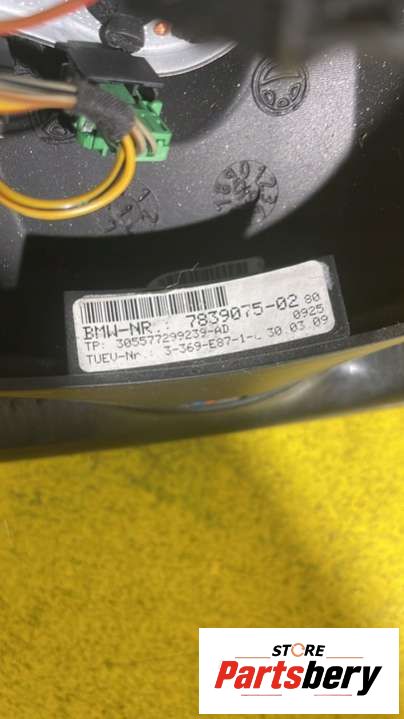 BMW-NR.: 7839075-02 80
TP: 305577299239-AD 0925
TUEV-Nr.: 3-369-E87-1- 30.03.09
STORE
Partsbery